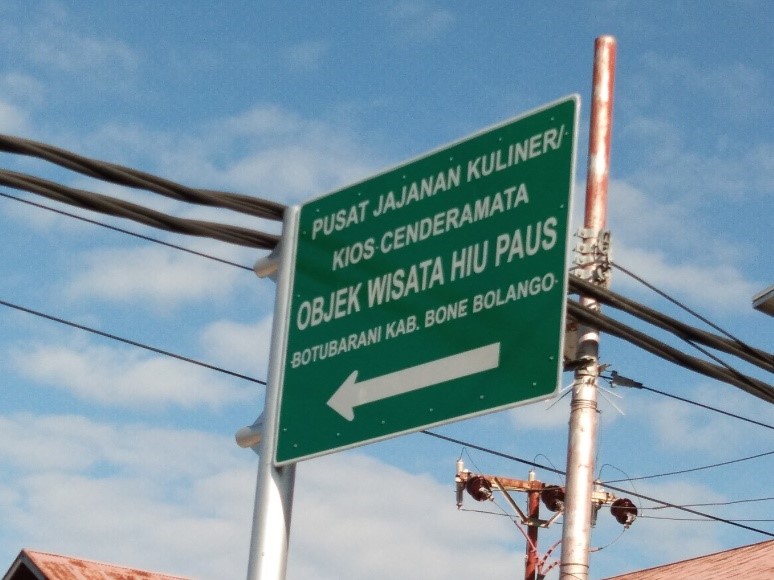 PUSAT JAJANAN KULINER/
KIOS-CENDERAMATA
OBJEK WISATA HIU PAUS
BOTUBARANI KAB. BONE BOLANGO